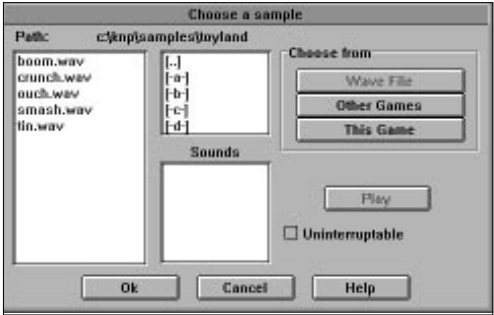 Choose a sample
Path: c:\knp\samples\toyland
boom.wav
crunch.wav
ouch.wav
smash.wav
tin.wav
[..]
[-a-]
[-b-]
[-c-]
[-d-]
Sounds
Choose from
Wave File
Other Games
This Game
Play
Uninterruptable
Ok
Cancel
Help